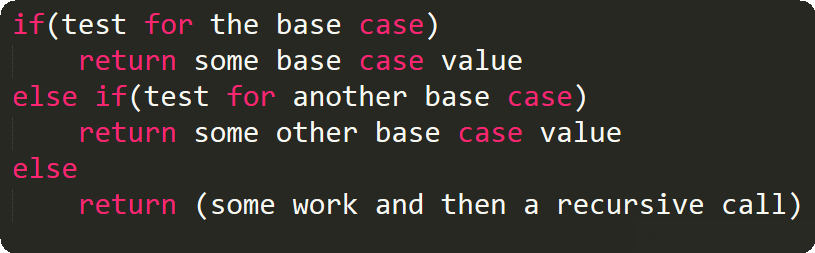 if(test for the base case)
    return some base case value
else if(test for another base case)
    return some other base case value
else
    return (some work and then a recursive call)